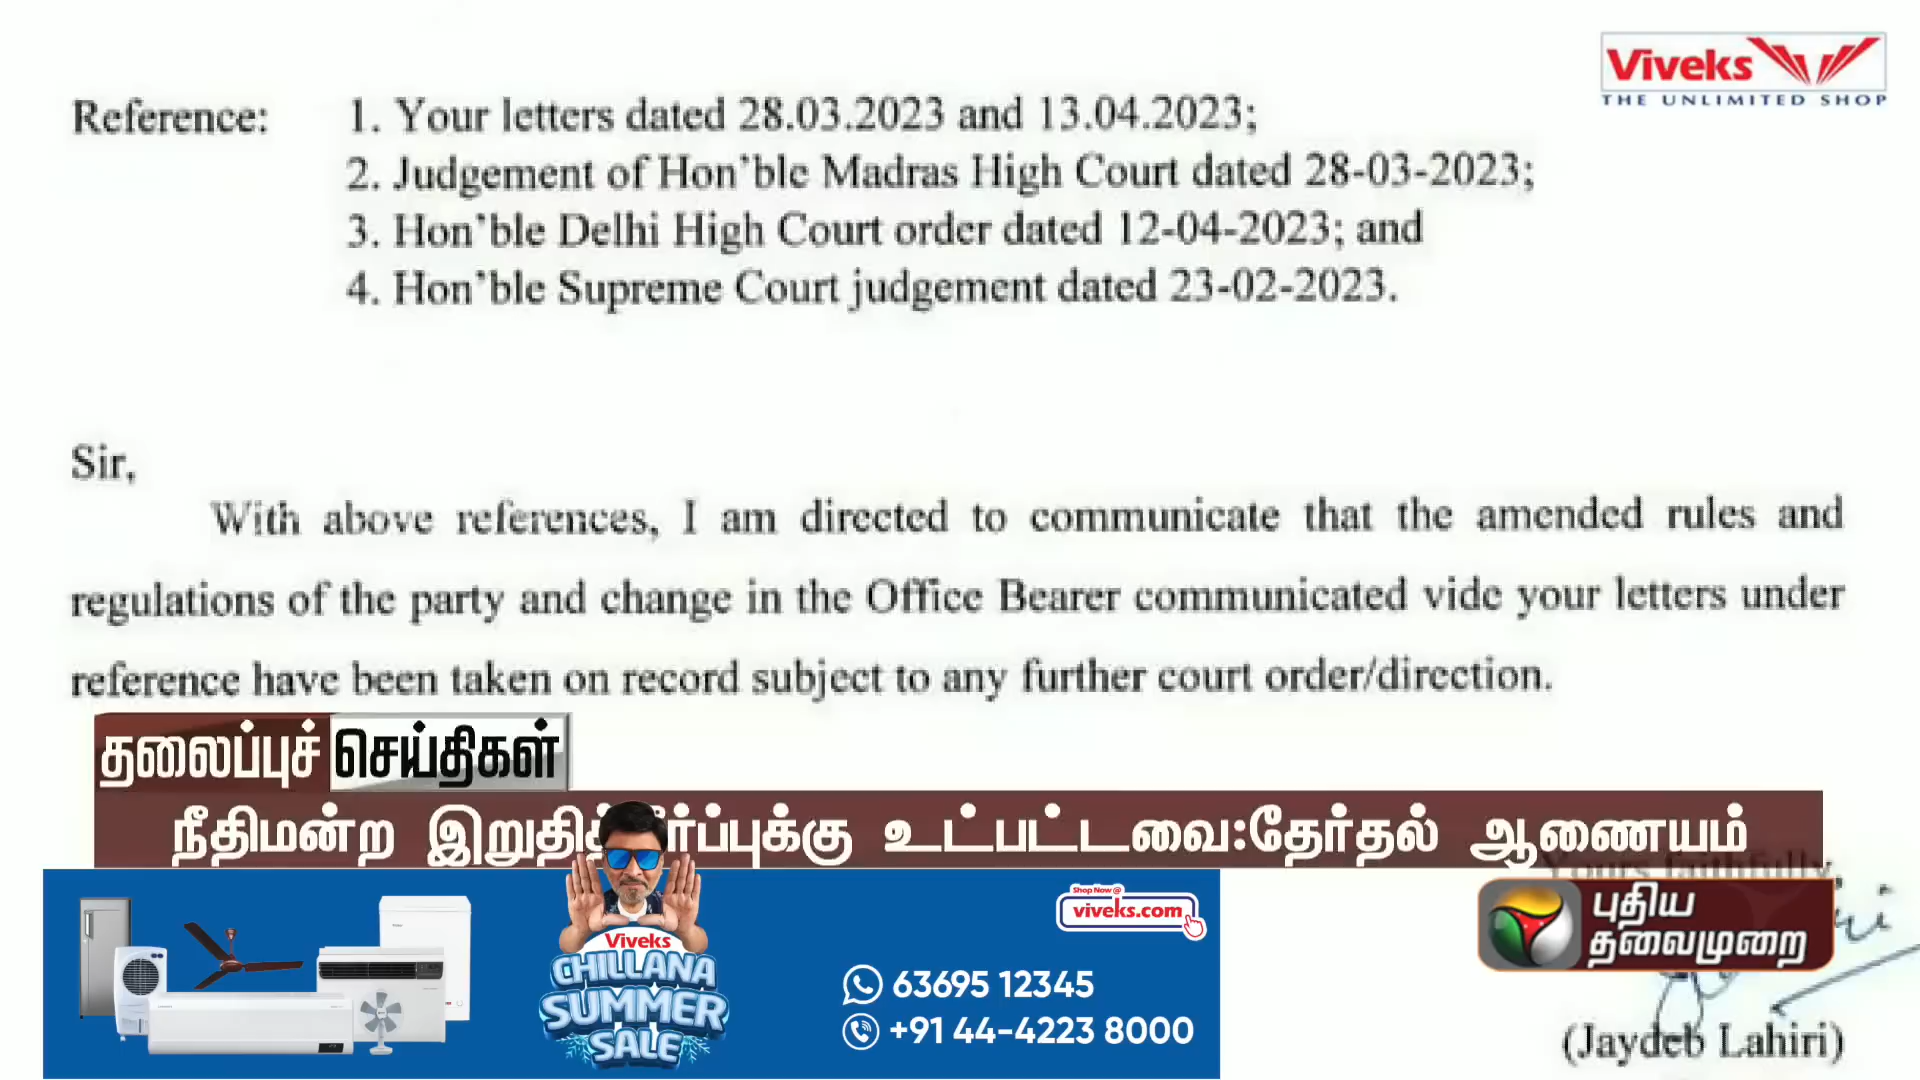 Viveks
THE UNLIMITED SHOP
Reference: 1. Your letters dated 28.03.2023 and 13.04.2023;
2. Judgement of Hon'ble Madras High Court dated 28-03-2023;
3. Hon'ble Delhi High Court order dated 12-04-2023; and
4. Hon'ble Supreme Court judgement dated 23-02-2023.
Sir,
With above references, I am directed to communicate that the amended rules and
regulations of the party and change in the Office Bearer communicated vide your letters under
reference have been taken on record subject to any further court order/direction.
தலைப்புச் செய்திகள்
நீதிமன்ற இறுதித்தீர்ப்புக்கு உட்பட்டவை:தேர்தல் ஆணையம்
Yours faithfully,
புதிய
தலைமுறை
(Jaydeb Lahiri)
Viveks
CHILLANA
SUMMER
SALE
Shop Now @
viveks.com
63695 12345
+91 44-4223 8000